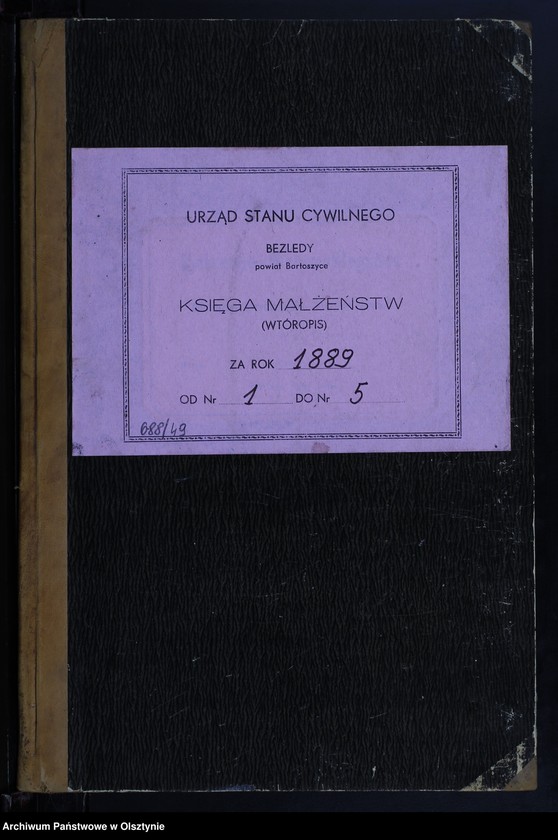 URZĄD STANU CYWILNEGO
BEZLEDY
powiat Bartoszyce
KSIĘGA MAŁŻEŃSTW
(WTÓROPIS)
ZA ROK 1889
OD Nr 1 DO Nr 5
688/49
Archiwum Państwowe w Olsztynie